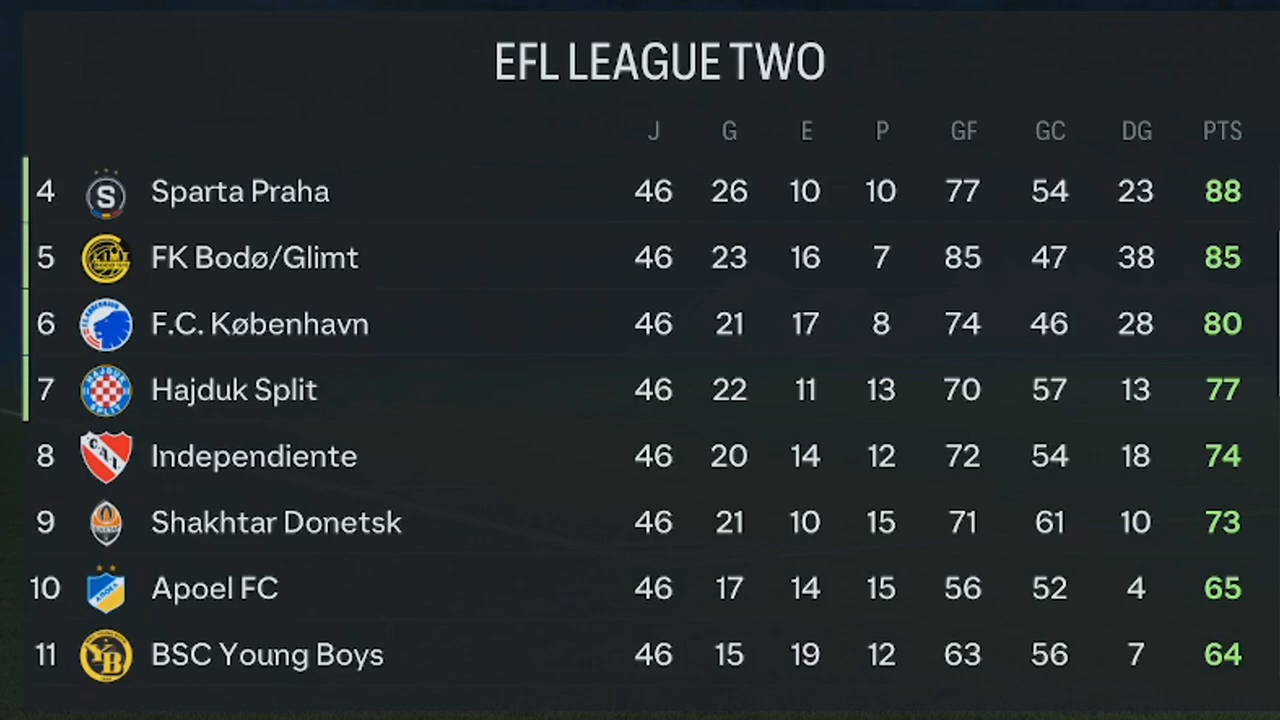 EFL LEAGUE TWO
J G E P GF GC DG PTS
4 Sparta Praha 46 26 10 10 77 54 23 88
5 FK Bodø/Glimt 46 23 16 7 85 47 38 85
6 F.C. København 46 21 17 8 74 46 28 80
7 Hajduk Split 46 22 11 13 70 57 13 77
8 Independiente 46 20 14 12 72 54 18 74
9 Shakhtar Donetsk 46 21 10 15 71 61 10 73
10 Apoel FC 46 17 14 15 56 52 4 65
11 BSC Young Boys 46 15 19 12 63 56 7 64